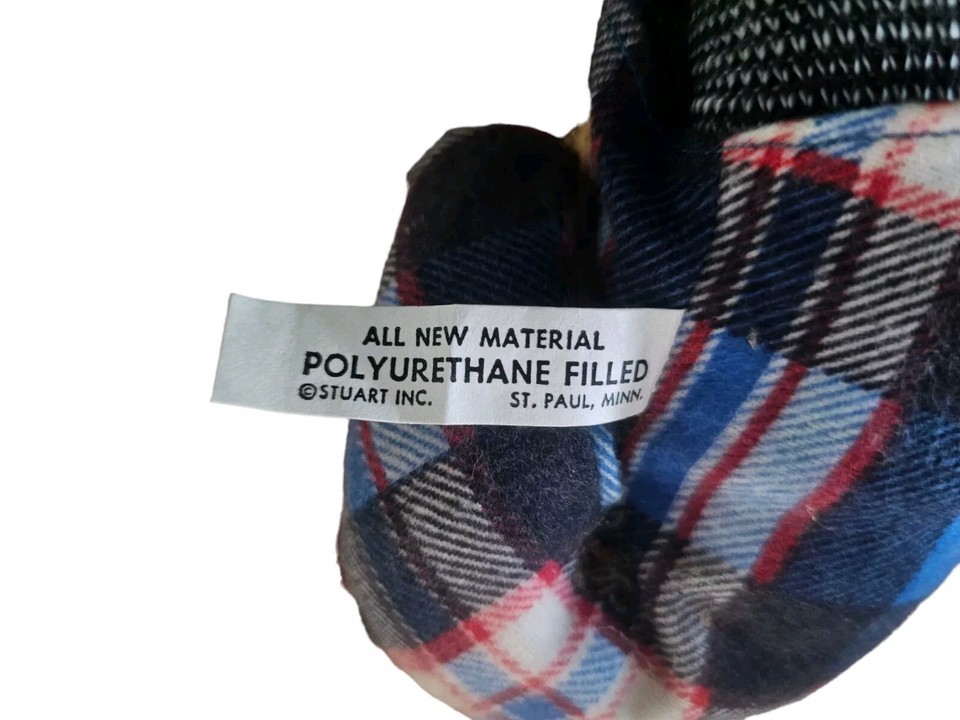 ALL NEW MATERIAL
POLYURETHANE FILLED
©STUART INC. ST. PAUL, MINN.